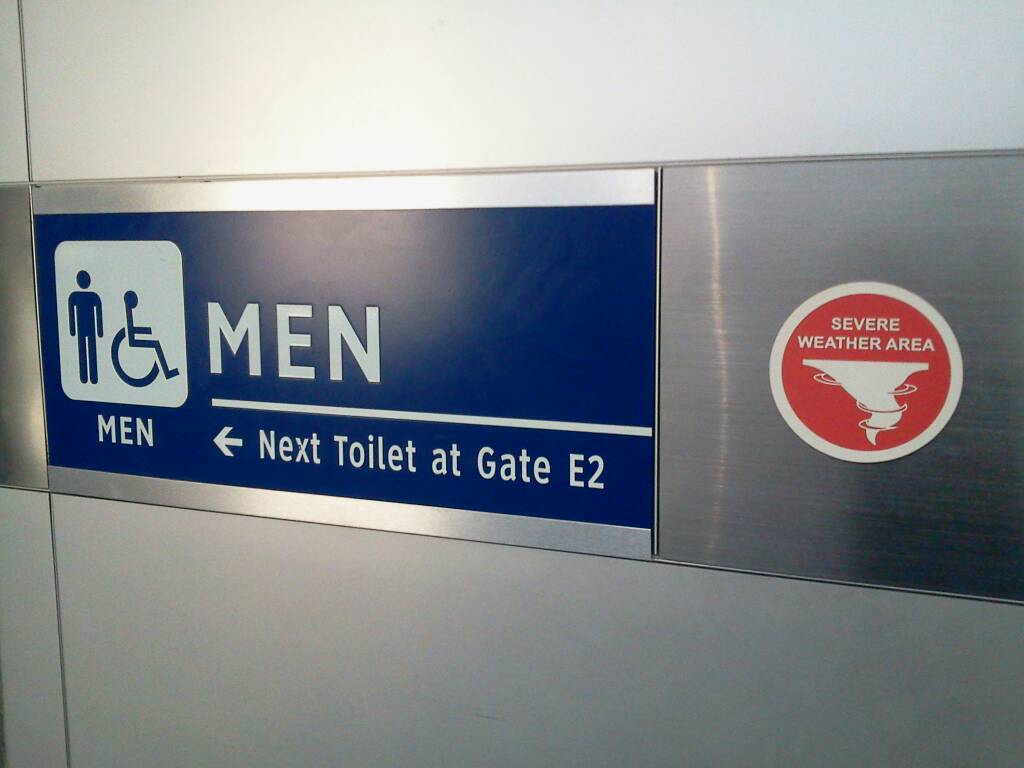 MEN
MEN
← Next Toilet at Gate E2
SEVERE
WEATHER AREA